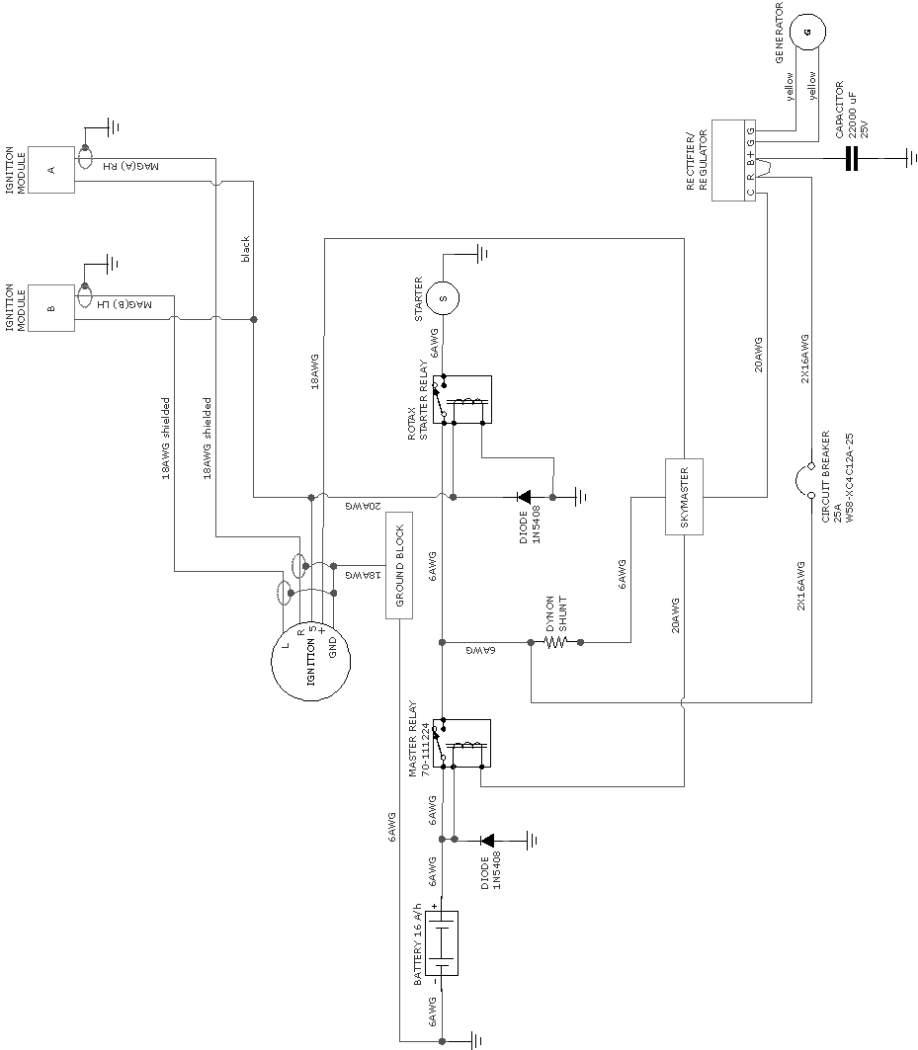 GENERATOR
G
yellow
yellow
CAPACITOR
22000 uF
25V
RECTIFIER/
REGULATOR
C R B+ G G
IGNITION
MODULE
A
MAG(A) RH
IGNITION
MODULE
B
MAG(B) LH
black
18AWG shielded
18AWG shielded
18AWG
STARTER
S
6AWG
ROTAX
STARTER RELAY
20AWG
2X16AWG
CIRCUIT BREAKER
25A
W58-XC4C12A-25
20AWG
DIODE
1N5408
SKYMASTER
GROUND BLOCK
18AWG
6AWG
6AWG
20AWG
2X16AWG
DYNON
SHUNT
6AWG
L
R
S
+
GND
IGNITION
MASTER RELAY
70-111224
6AWG
6AWG
6AWG
DIODE
1N5408
BATTERY 16 A/h
+
-
6AWG